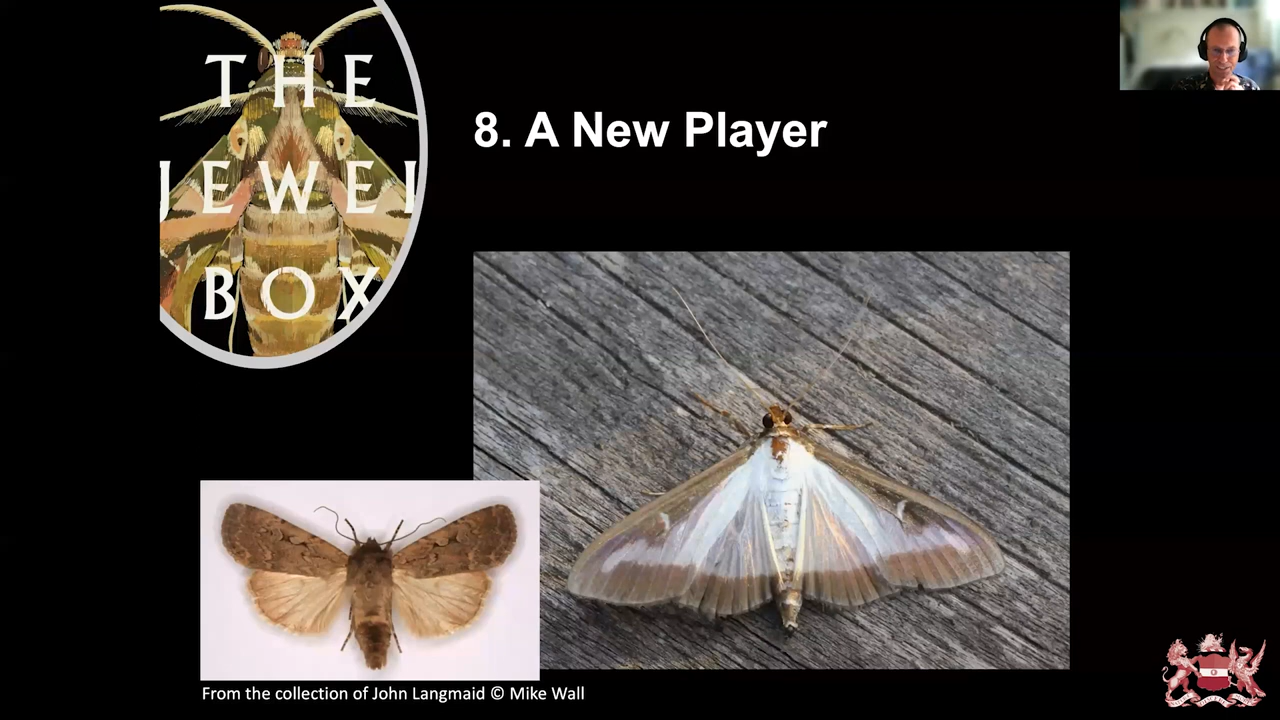 THE
JEWEL
BOX
8. A New Player
From the collection of John Langmaid © Mike Wall